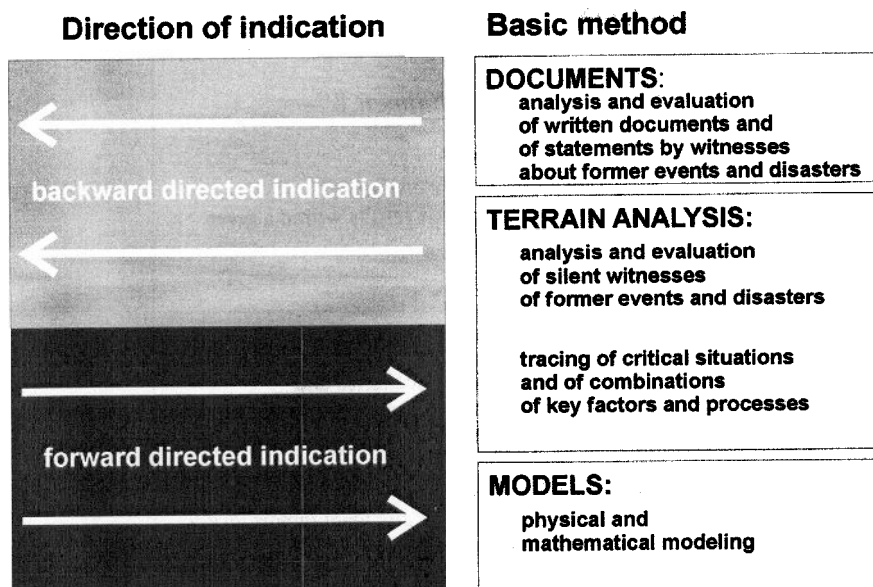 Direction of indication
Basic method
backward directed indication
forward directed indication
DOCUMENTS:
analysis and evaluation
of written documents and
of statements by witnesses
about former events and disasters
TERRAIN ANALYSIS:
analysis and evaluation
of silent witnesses
of former events and disasters
tracing of critical situations
and of combinations
of key factors and processes
MODELS:
physical and
mathematical modeling